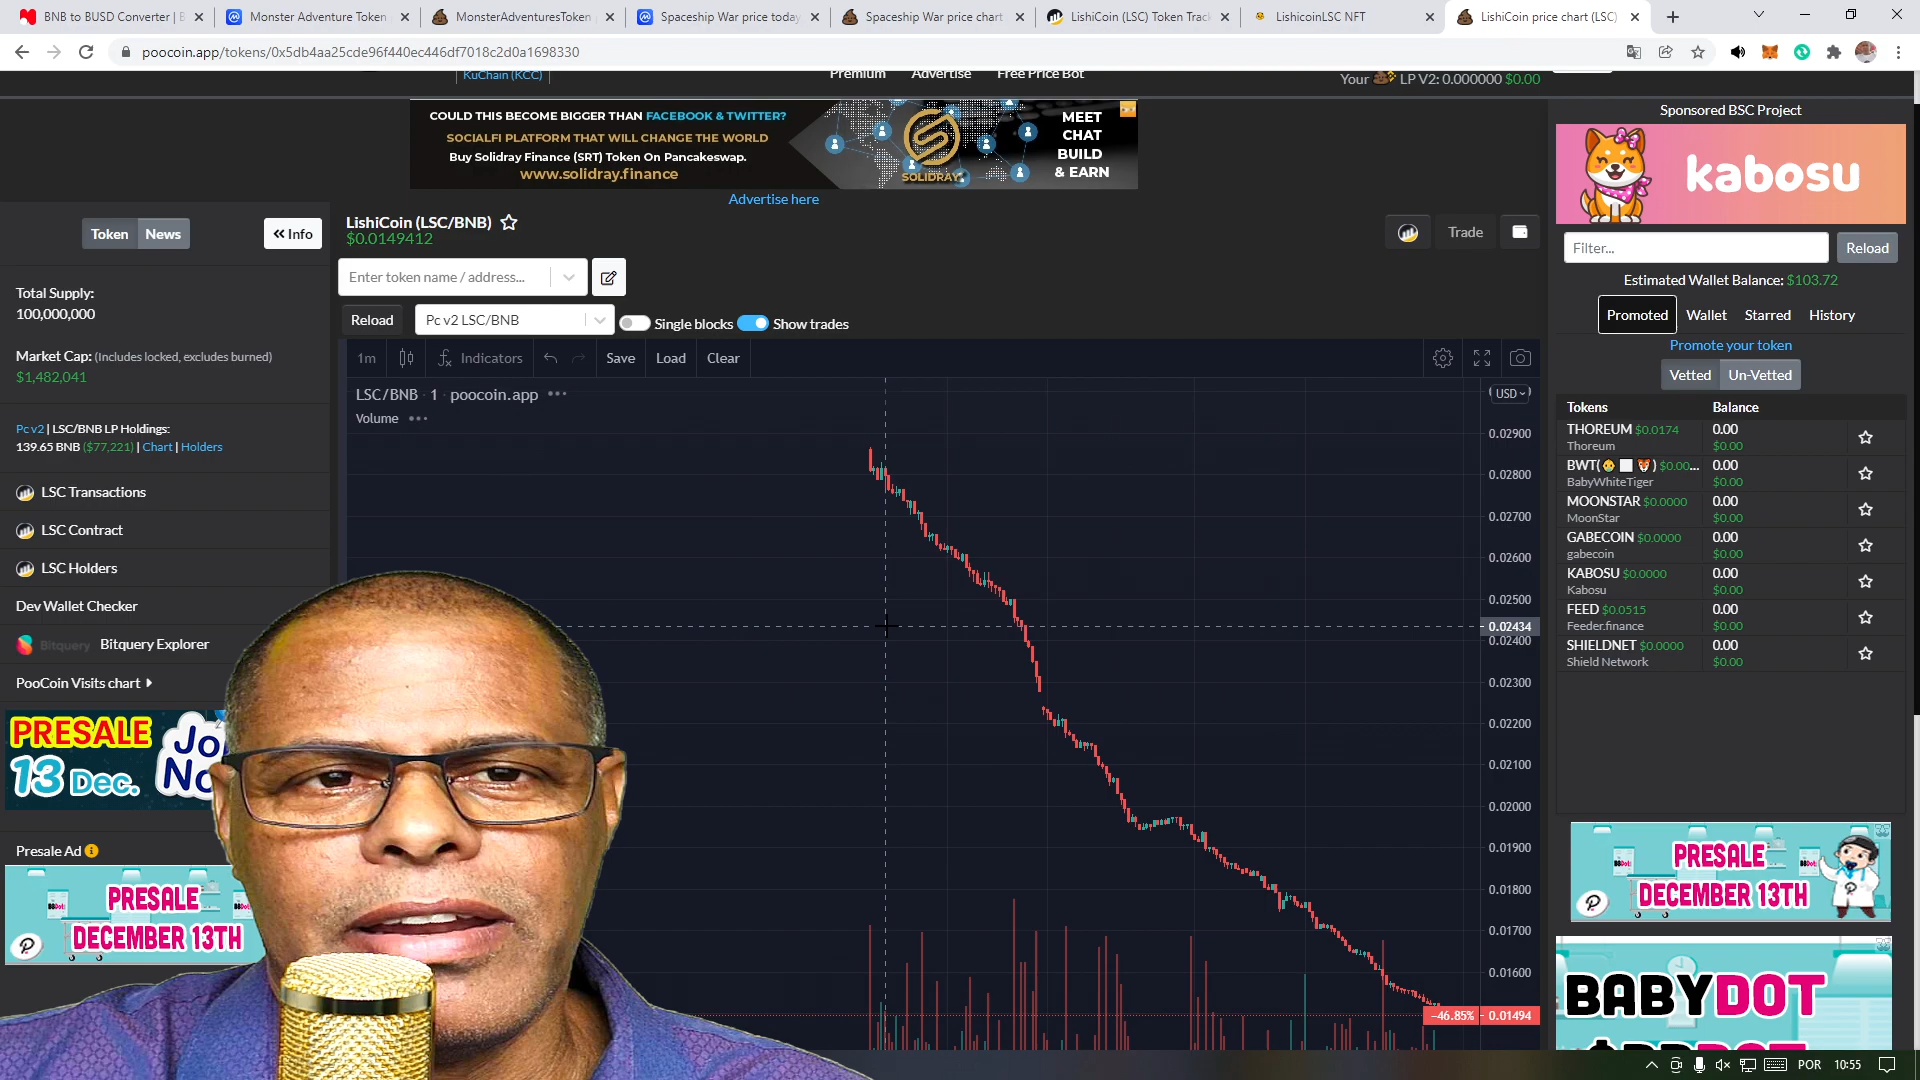 BNB to BUSD Converter | B
Monster Adventure Token
MonsterAdventuresToken
Spaceship War price today
Spaceship War price chart
LishiCoin (LSC) Token Track
LishicoinLSC NFT
LishiCoin price chart (LSC)
poocoin.app/tokens/0x5db4aa25cde96f440ec446df7018c2d0a1698330
KuChain (KCC)
Premium
Advertise
Free Price Bot
Your LP V2: 0.000000 $0.00
COULD THIS BECOME BIGGER THAN FACEBOOK & TWITTER?
SOCIALFI PLATFORM THAT WILL CHANGE THE WORLD
Buy Solidray Finance (SRT) Token On Pancakeswap.
www.solidray.finance
SOLIDRAY
MEET
CHAT
BUILD
& EARN
Advertise here
Sponsored BSC Project
kabosu
Token
News
Info
LishiCoin (LSC/BNB)
$0.0149412
Trade
Filter...
Reload
Enter token name / address...
Estimated Wallet Balance: $103.72
Total Supply:
100,000,000
Reload
Pc v2 LSC/BNB
Single blocks
Show trades
Promoted
Wallet
Starred
History
Promote your token
Vetted
Un-Vetted
Market Cap: (Includes locked, excludes burned)
$1,482,041
1m
Indicators
Save
Load
Clear
LSC/BNB · 1 poocoin.app
Volume
USD
Pc v2 | LSC/BNB LP Holdings:
139.65 BNB ($77,221) | Chart | Holders
LSC Transactions
LSC Contract
LSC Holders
Dev Wallet Checker
Bitquery
Bitquery Explorer
PooCoin Visits chart
0.02900
0.02800
0.02700
0.02600
0.02500
0.02434
0.02400
0.02300
0.02200
0.02100
0.02000
0.01900
0.01800
0.01700
0.01600
-46.85%
0.01494
Tokens
Balance
THOREUM $0.0174
0.00
Thoreum
$0.00
BWT( ) $0.00...
0.00
BabyWhiteTiger
$0.00
MOONSTAR $0.0000
0.00
MoonStar
$0.00
GABECOIN $0.0000
0.00
gabecoin
$0.00
KABOSU $0.0000
0.00
Kabosu
$0.00
FEED $0.0515
0.00
Feeder.finance
$0.00
SHIELDNET $0.0000
0.00
Shield Network
$0.00
PRESALE
13 Dec.
Jo
No
Presale Ad
PRESALE
DECEMBER 13TH
PRESALE
DECEMBER 13TH
BABYDOT
POR
10:55